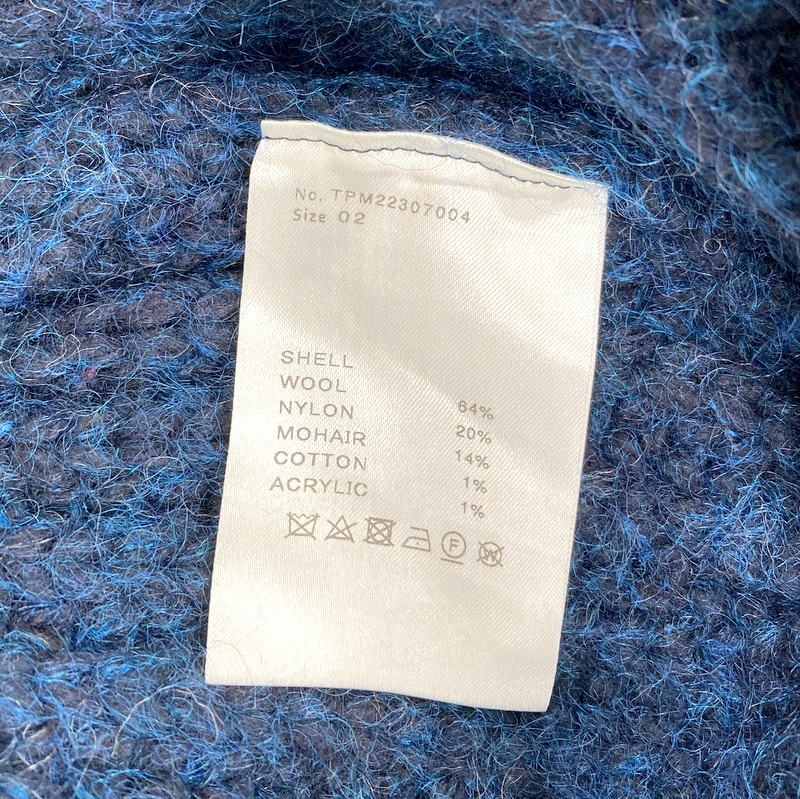 No. TPM22307004
Size 02
SHELL
WOOL 64%
NYLON 20%
MOHAIR 14%
COTTON 1%
ACRYLIC 1%
F W